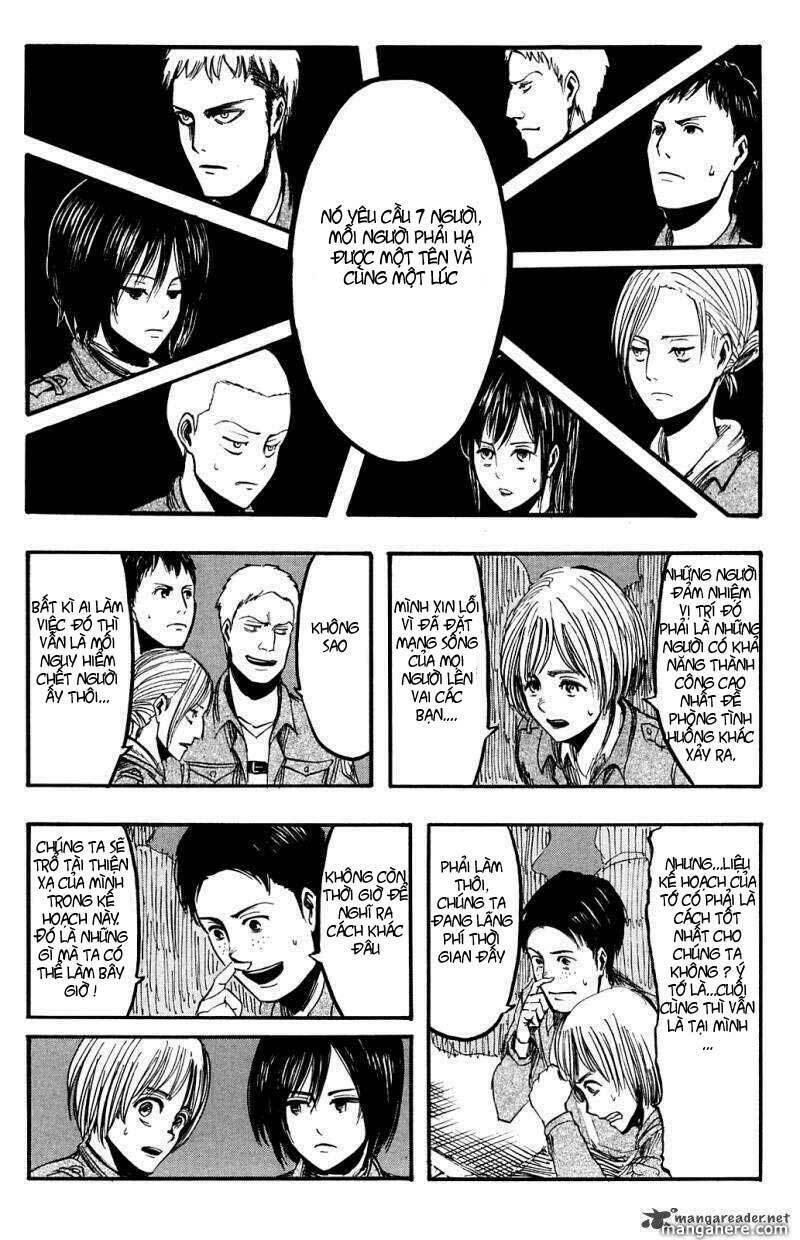 NÓ YÊU CẦU 7 NGƯỜI,
MỖI NGƯỜI PHẢI HẠ
ĐƯỢC MỘT TÊN VÀ
CÙNG MỘT LÚC
NHỮNG NGƯỜI
ĐẢM NHIỆM
VỊ TRÍ ĐÓ
PHẢI LÀ NHỮNG
NGƯỜI CÓ KHẢ
NĂNG THÀNH
CÔNG CAO
NHẤT ĐỀ
PHÒNG TÌNH
HUỐNG KHÁC
XẢY RA.
MÌNH XIN LỖI
VÌ ĐÃ ĐẶT
MẠNG SỐNG
CỦA MỌI
NGƯỜI LÊN
VAI CÁC
BẠN....
KHÔNG
SAO
BẤT KÌ AI LÀM
VIỆC ĐÓ THÌ
VẪN LÀ MỐI
NGUY HIỂM
CHẾT NGƯỜI
ẤY THÔI...
NHƯNG...LIỆU
KẾ HOẠCH CỦA
TỚ CÓ PHẢI LÀ
CÁCH TỐT
NHẤT CHO
CHÚNG TA
KHÔNG ? Ý
TỚ LÀ...CUỐI
CÙNG THÌ VẪN
LÀ TẠI MÌNH
...
PHẢI LÀM
THÔI,
CHÚNG TA
ĐANG LÃNG
PHÍ THỜI
GIAN ĐẤY
KHÔNG CÒN
THỜI GIỜ ĐỂ
NGHĨ RA
CÁCH KHÁC
ĐÂU
CHÚNG TA SẼ
TRỔ TÀI THIỆN
XẠ CỦA MÌNH
TRONG KẾ
HOẠCH NÀY.
ĐÓ LÀ NHỮNG
GÌ MÀ TA CÓ
THỂ LÀM BÂY
GIỜ !
mangareader.net
mangahere.com